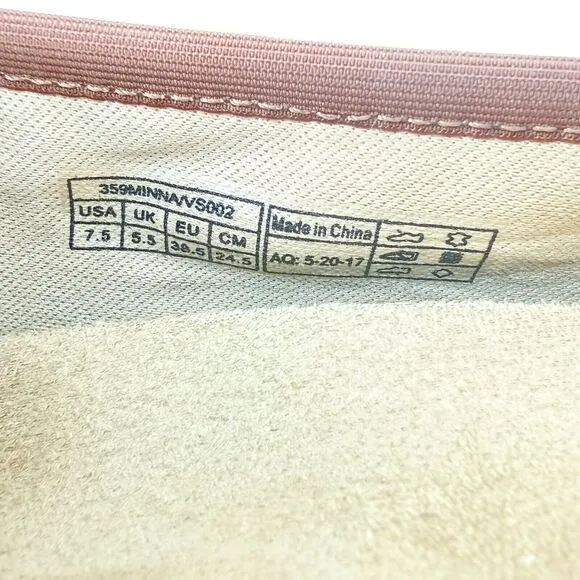 359MINNA/VS002
USA UK EU CM
7.5 5.5 38.5 24.5
Made in China
AQ: 5-20-17